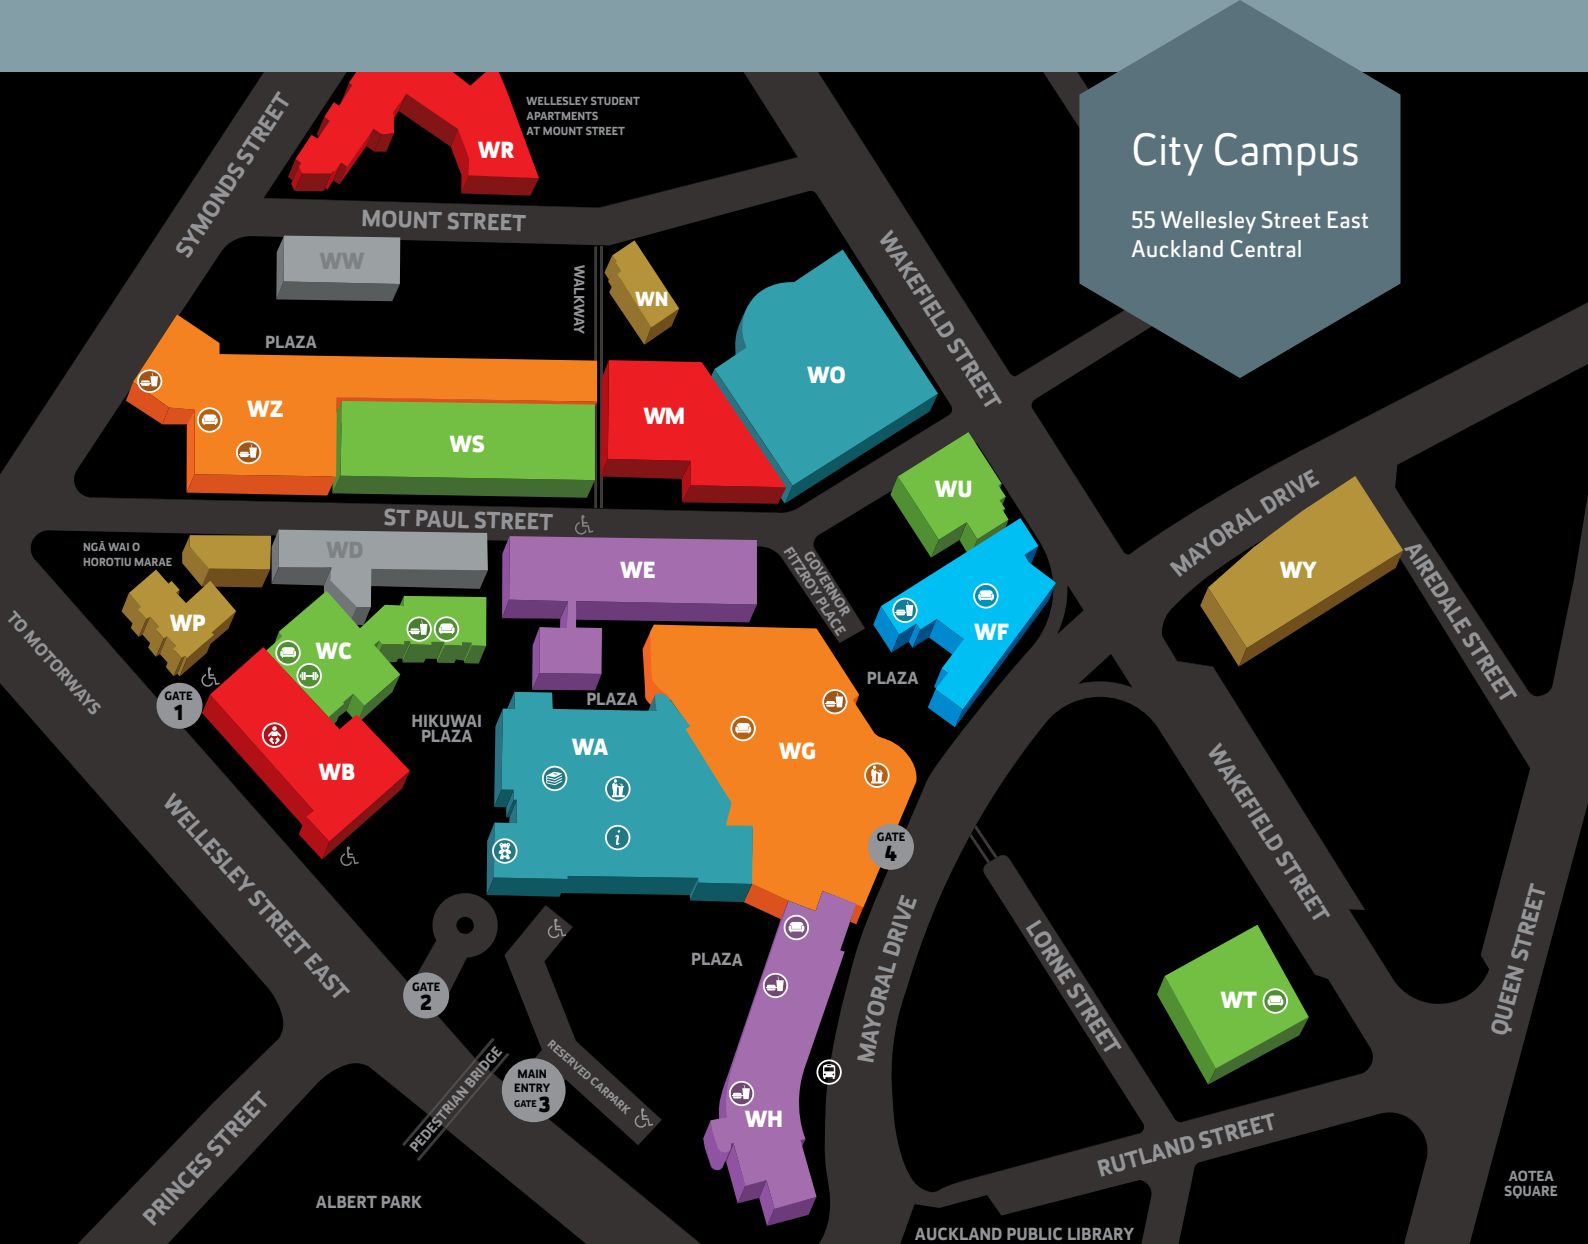 City Campus
55 Wellesley Street East
Auckland Central
SYMONDS STREET
WR
WELLESLEY STUDENT
APARTMENTS
AT MOUNT STREET
MOUNT STREET
WW
WALKWAY
WN
WAKEFIELD STREET
PLAZA
WZ
WS
WM
WO
WU
MAYORAL DRIVE
ST PAUL STREET
NGĀ WAI O
HOROTIU MARAE
WD
WE
GOVERNOR
FITZROY PLACE
WY
AIREDALE STREET
WP
WC
WF
TO MOTORWAYS
GATE
1
PLAZA
PLAZA
HIKUWAI
PLAZA
WA
WG
WB
WELLESLEY STREET EAST
i
GATE
4
WAKEFIELD STREET
GATE
2
PLAZA
MAYORAL DRIVE
LORNE STREET
WT
QUEEN STREET
PEDESTRIAN BRIDGE
MAIN
ENTRY
GATE 3
RESERVED CARPARK
WH
PRINCES STREET
RUTLAND STREET
ALBERT PARK
AOTEA
SQUARE
AUCKLAND PUBLIC LIBRARY